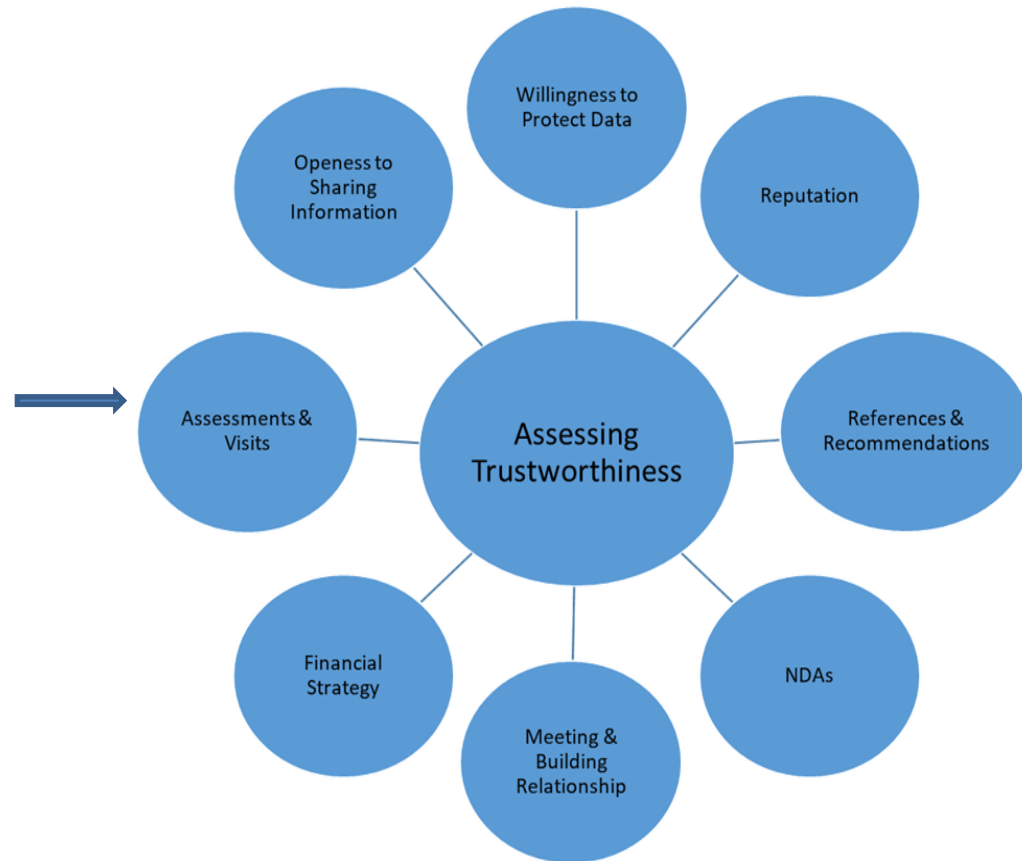 Willingness to
Protect Data
Openess to
Sharing
Information
Reputation
Assessments &
Visits
Assessing
Trustworthiness
References &
Recommendations
Financial
Strategy
NDAs
Meeting &
Building
Relationship